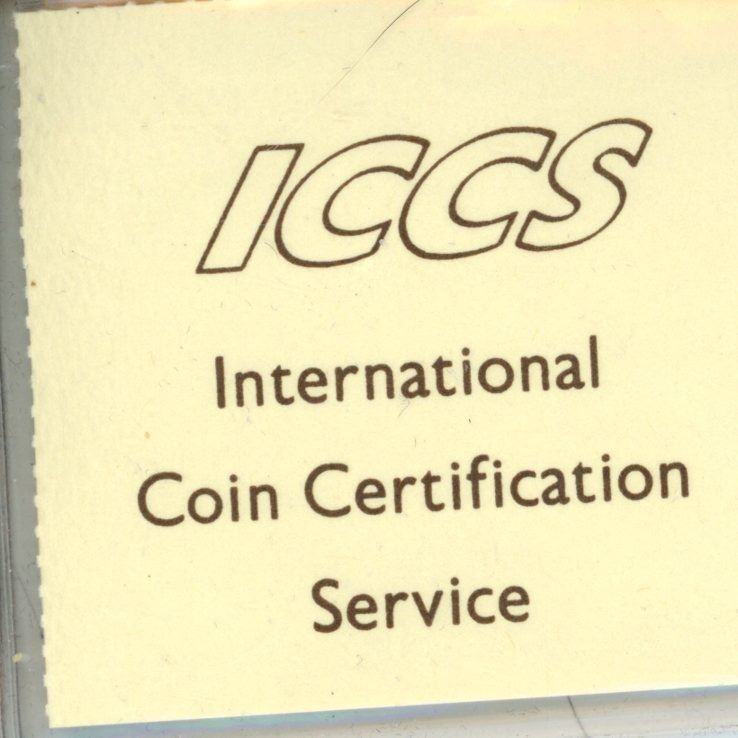 ICCS
International
Coin Certification
Service